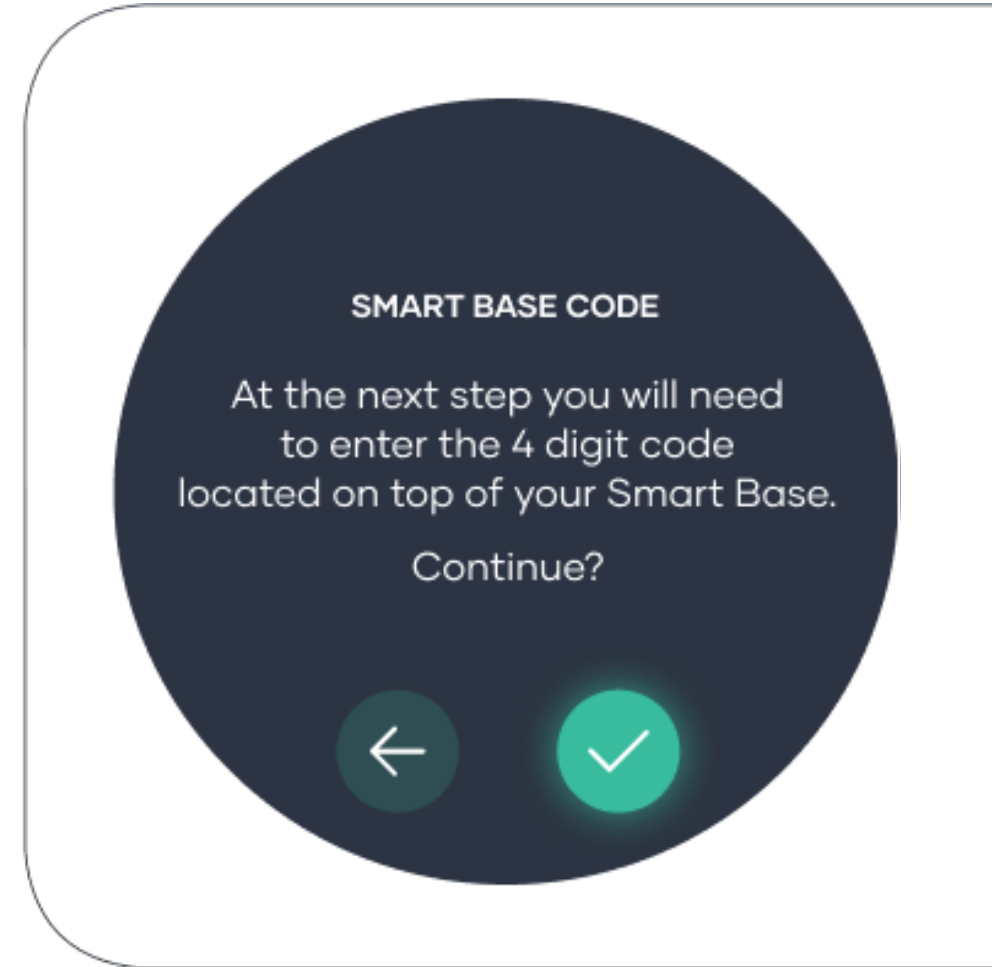 SMART BASE CODE
At the next step you will need
to enter the 4 digit code
located on top of your Smart Base.
Continue?